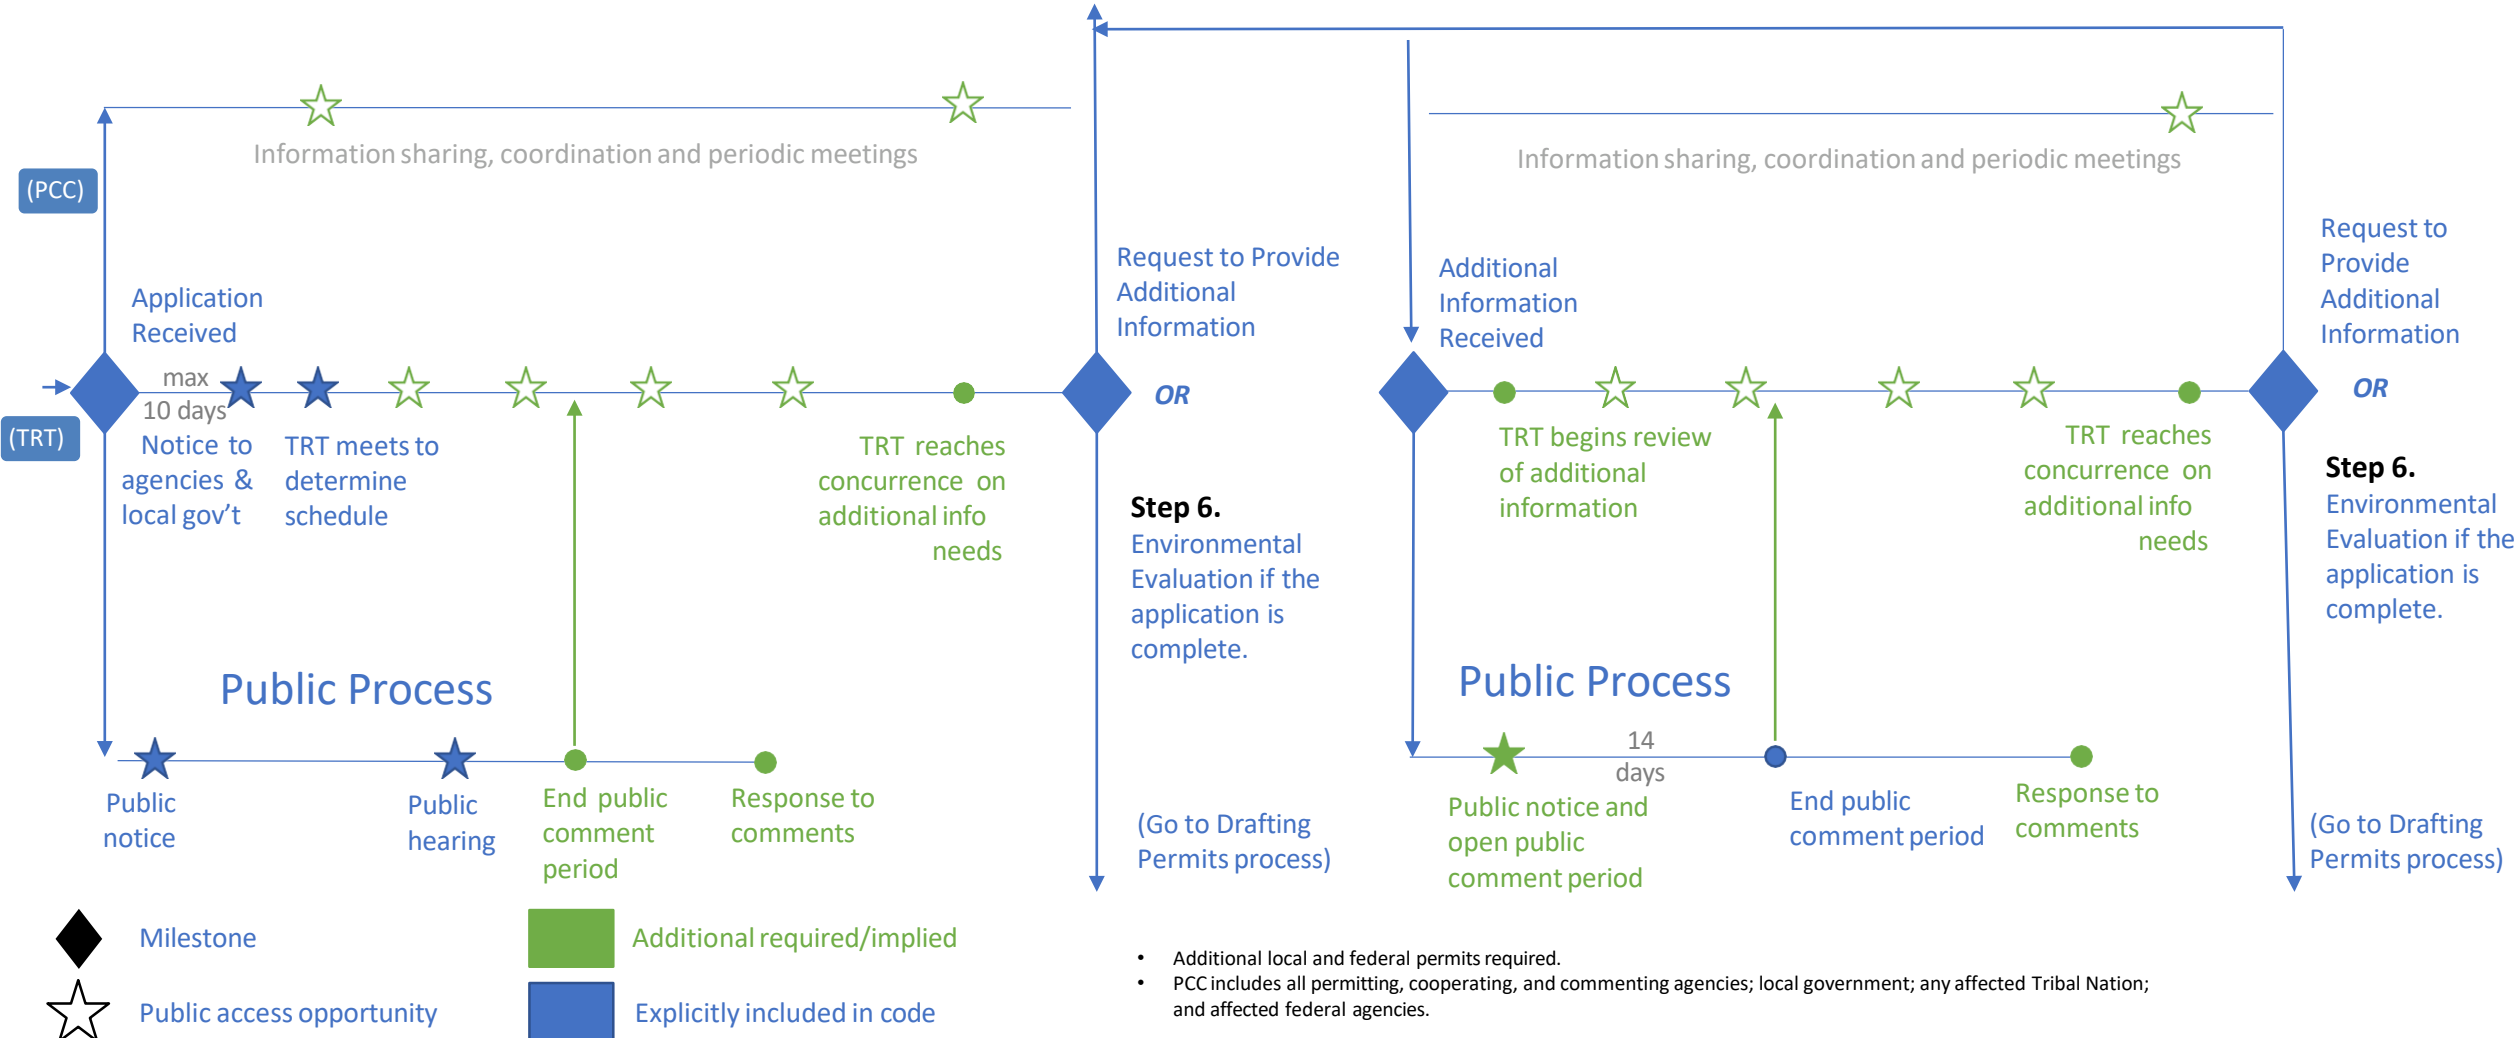 Information sharing, coordination and periodic meetings
Information sharing, coordination and periodic meetings
(PCC)
Application
Received
Request to Provide
Additional
Information
Additional
Information
Received
Request to
Provide
Additional
Information
max
10 days
OR
OR
(TRT)
Notice to
agencies &
local gov't
TRT meets to
determine
schedule
TRT reaches
concurrence on
additional info
needs
Step 6.
Environmental
Evaluation if the
application is
complete.
TRT begins review
of additional
information
TRT reaches
concurrence on
additional info
needs
Step 6.
Environmental
Evaluation if the
application is
complete.
Public Process
Public
notice
Public
hearing
End public
comment
period
Response to
comments
(Go to Drafting
Permits process)
Public Process
14
days
Public notice and
open public
comment period
End public
comment period
Response to
comments
(Go to Drafting
Permits process)
Milestone
Additional required/implied
Public access opportunity
Explicitly included in code
• Additional local and federal permits required.
• PCC includes all permitting, cooperating, and commenting agencies; local government; any affected Tribal Nation;
and affected federal agencies.